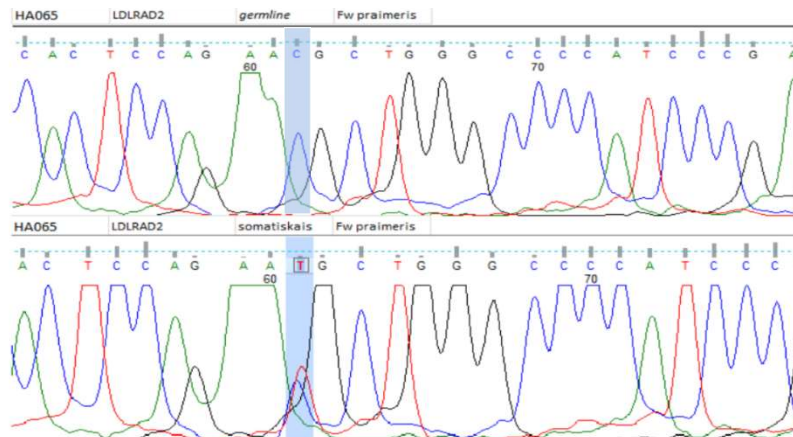 HA065 LDLRAD2 germline Fw praimeris
C A C T C C A G A A C G C T G G G C C C C A T C C C G A
60 70
HA065 LDLRAD2 somatiskais Fw praimeris
A C T C C A G A A T G C T G G G C C C C A T C C C
60 70